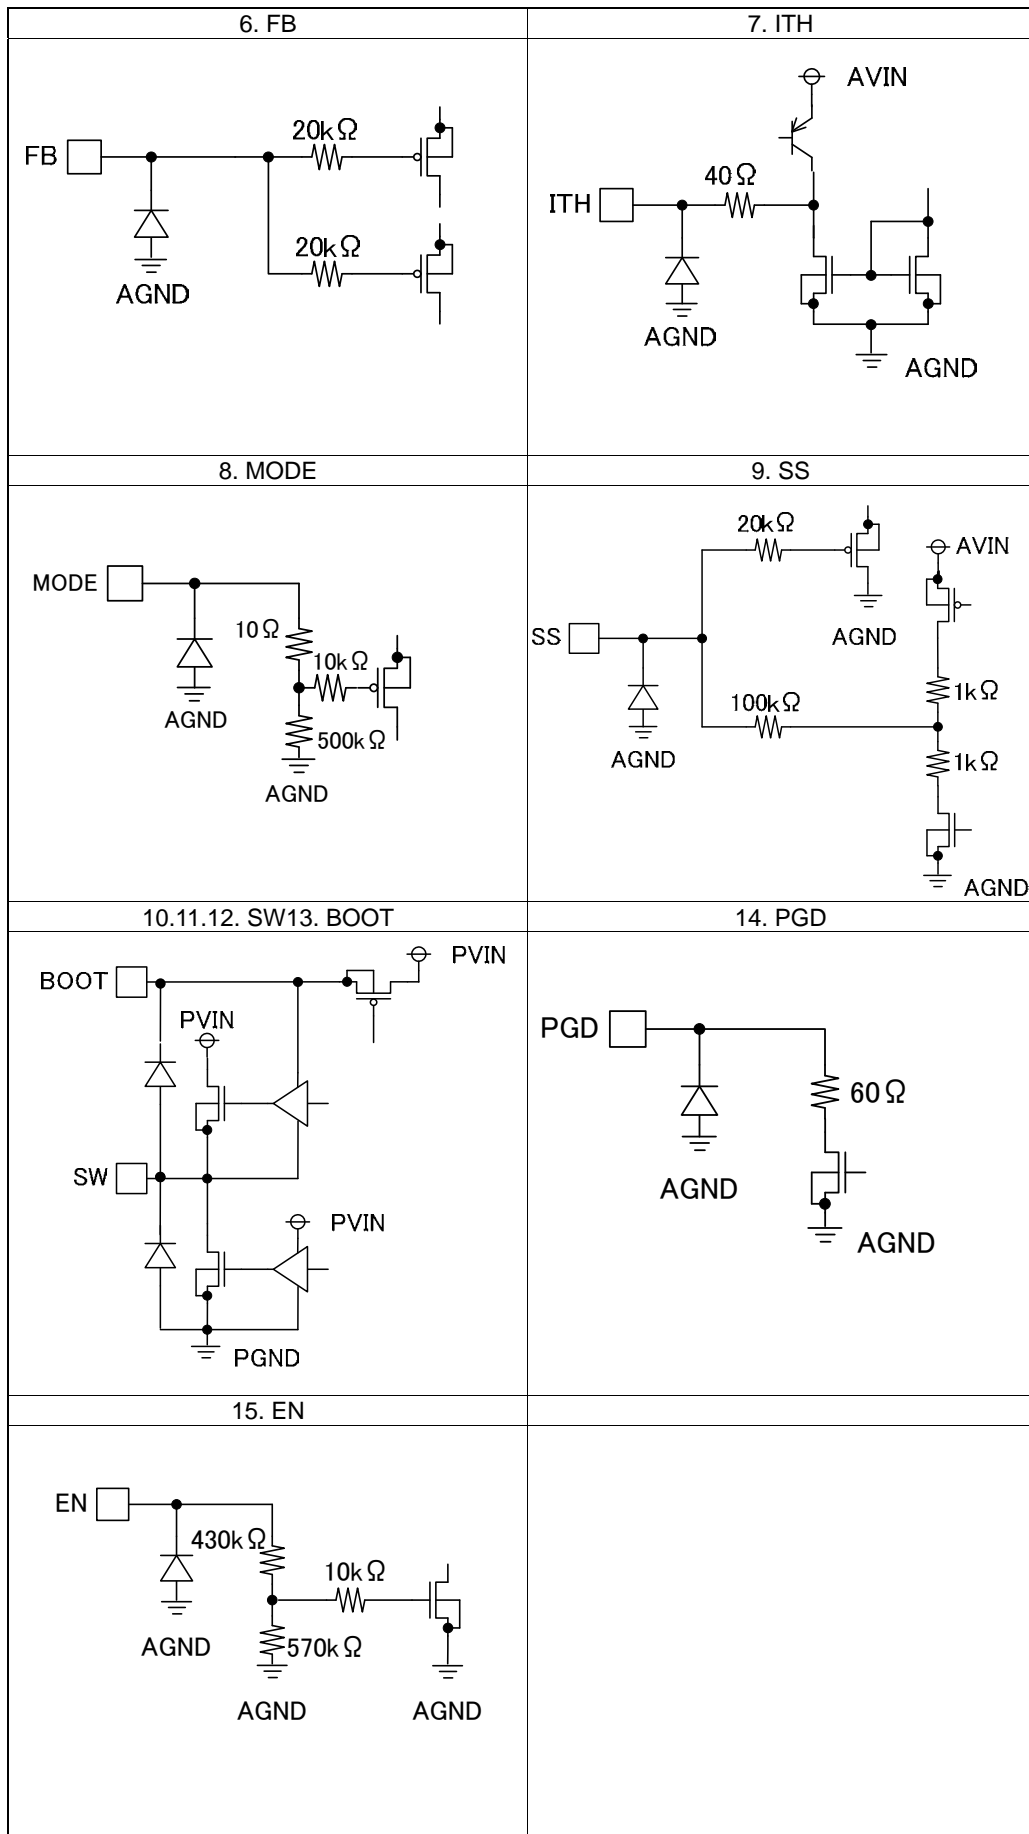 6. FB
7. ITH
20kΩ
FB
20kΩ
AGND
AVIN
40Ω
ITH
AGND
AGND
8. MODE
9. SS
MODE
10Ω
10kΩ
AGND
500kΩ
AGND
20kΩ
AVIN
SS
AGND
1kΩ
100kΩ
AGND
1kΩ
AGND
10.11.12. SW13. BOOT
14. PGD
PVIN
BOOT
PVIN
SW
PVIN
PGND
PGD
60Ω
AGND
AGND
15. EN
EN
430kΩ
10kΩ
AGND
570kΩ
AGND
AGND